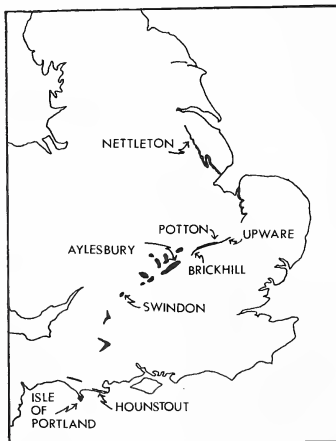 NETTLETON
POTTON
UPWARE
AYLESBURY
BRICKHILL
SWINDON
ISLE
OF
PORTLAND
HOUNSTOUT